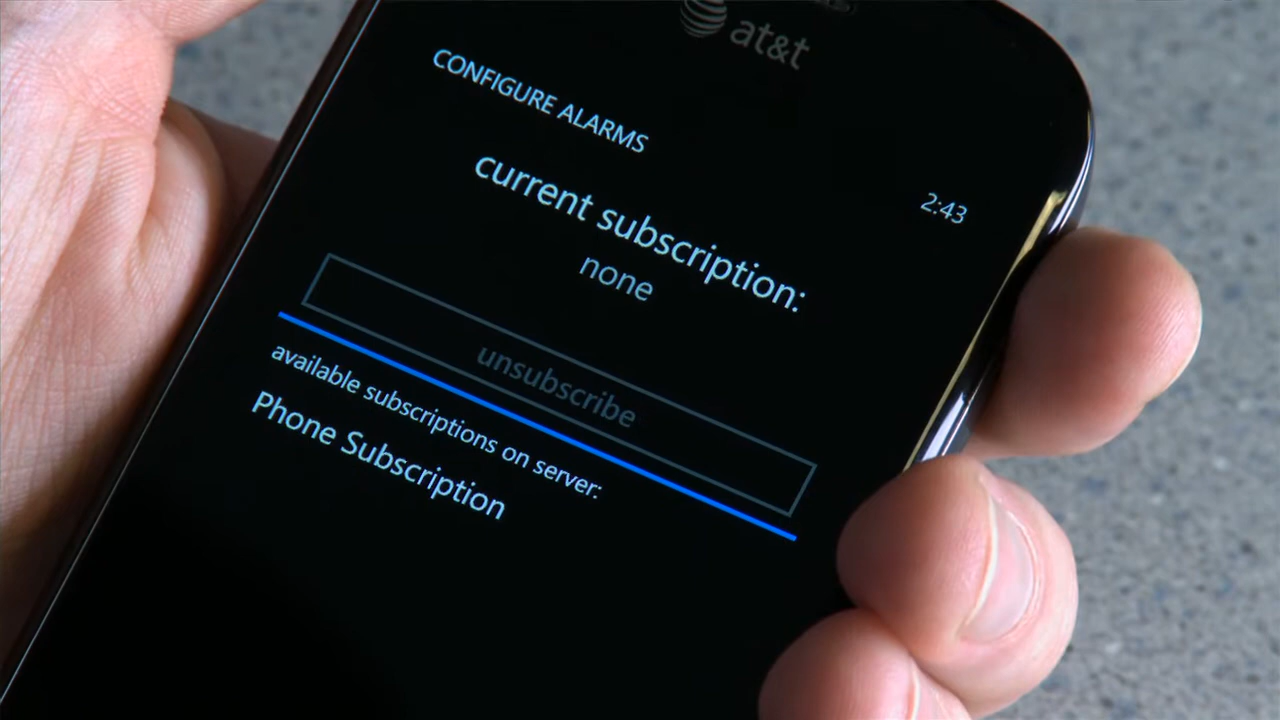 at&t
2:43
CONFIGURE ALARMS
current subscription:
none
unsubscribe
available subscriptions on server:
Phone Subscription